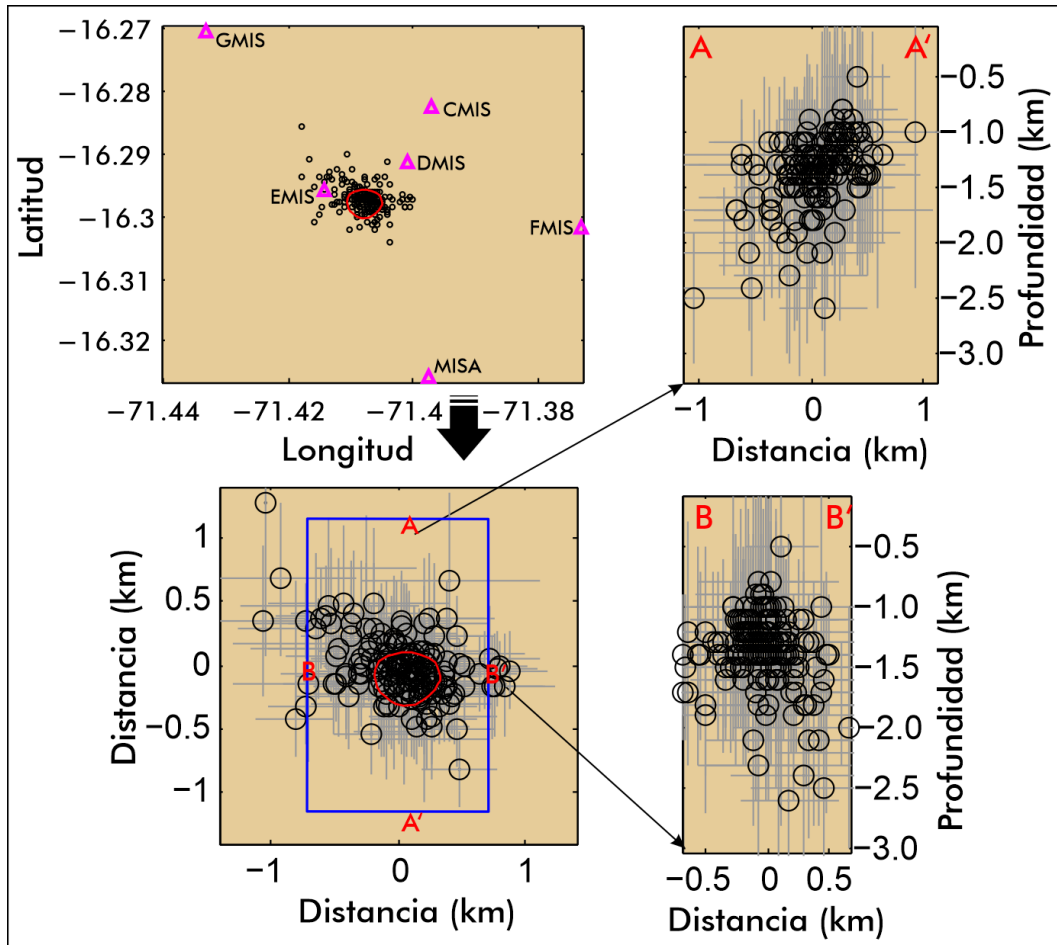 −16.27
GMIS
−16.28
CMIS
−16.29
DMIS
EMIS
−16.3
FMIS
−16.31
−16.32
MISA
Latitud
−71.44
−71.42
−71.4
−71.38
Longitud
A
A′
−0.5
−1.0
−1.5
−2.0
−2.5
−3.0
Profundidad (km)
−1
0
1
Distancia (km)
A
1
0.5
0
−0.5
−1
B
B′
A′
Distancia (km)
−1
0
1
Distancia (km)
B
B′
−0.5
−1.0
−1.5
−2.0
−2.5
−3.0
Profundidad (km)
−0.5
0
0.5
Distancia (km)